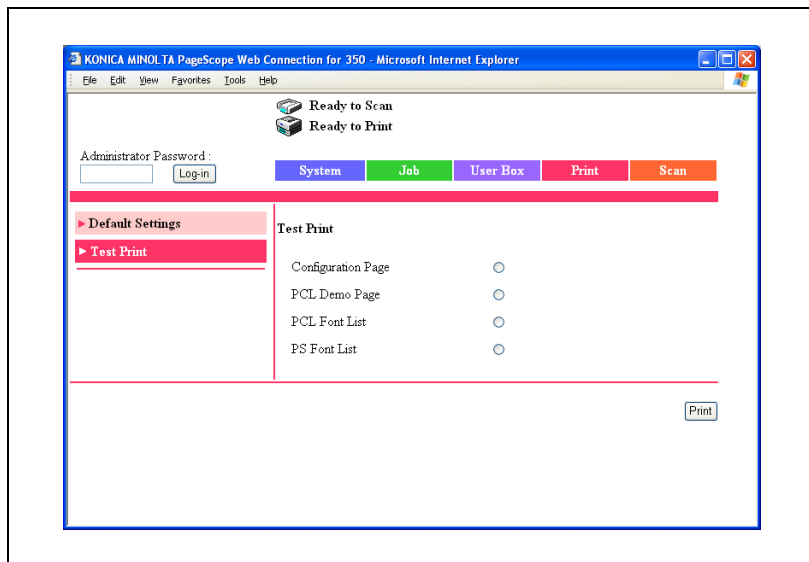 KONICA MINOLTA PageScope Web Connection for 350 - Microsoft Internet Explorer
File Edit View Favorites Tools Help
Ready to Scan
Ready to Print
Administrator Password :
Log-in
System Job User Box Print Scan
Default Settings
Test Print
Test Print
Configuration Page
PCL Demo Page
PCL Font List
PS Font List
Print